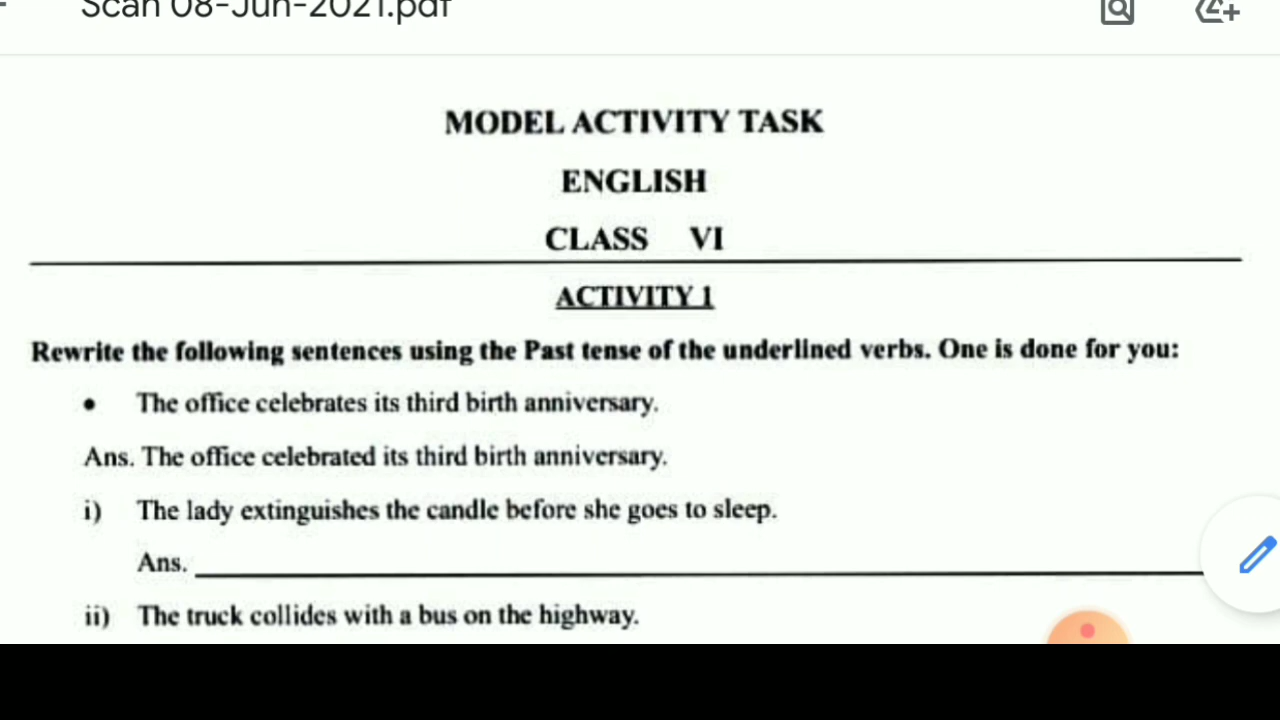 Scan 08-Jun-2021.pdf
MODEL ACTIVITY TASK
ENGLISH
CLASS VI
ACTIVITY 1
Rewrite the following sentences using the Past tense of the underlined verbs. One is done for you:
• The office celebrates its third birth anniversary.
Ans. The office celebrated its third birth anniversary.
i) The lady extinguishes the candle before she goes to sleep.
Ans.
ii) The truck collides with a bus on the highway.